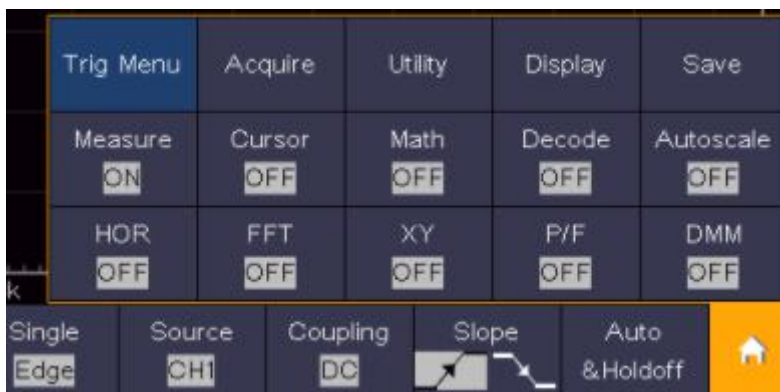 Trig Menu Acquire Utility Display Save
Measure Cursor Math Decode Autoscale
ON OFF OFF OFF OFF
HOR FFT XY P/F DMM
OFF OFF OFF OFF OFF
k
Single Source Coupling Slope Auto
Edge CH1 DC &Holdoff